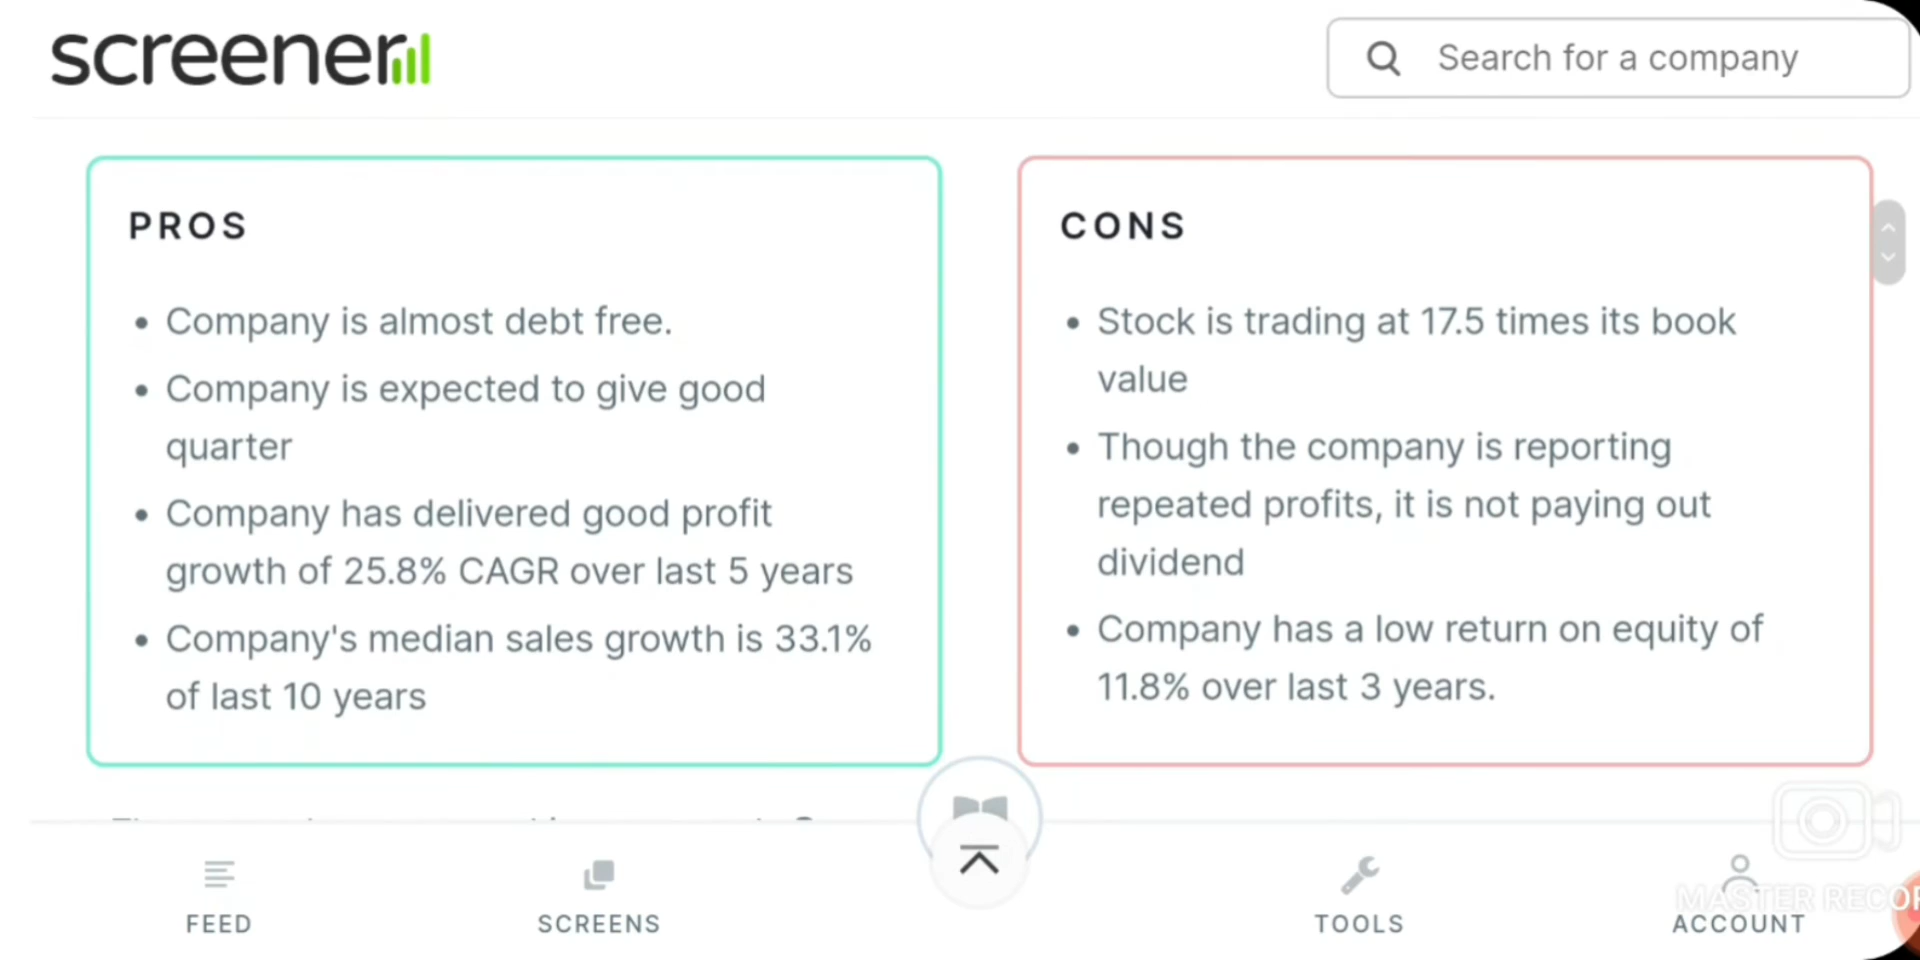 screener
Search for a company
PROS
• Company is almost debt free.
• Company is expected to give good
quarter
• Company has delivered good profit
growth of 25.8% CAGR over last 5 years
• Company's median sales growth is 33.1%
of last 10 years
CONS
• Stock is trading at 17.5 times its book
value
• Though the company is reporting
repeated profits, it is not paying out
dividend
• Company has a low return on equity of
11.8% over last 3 years.
FEED
SCREENS
TOOLS
MASTER RECOR
ACCOUNT